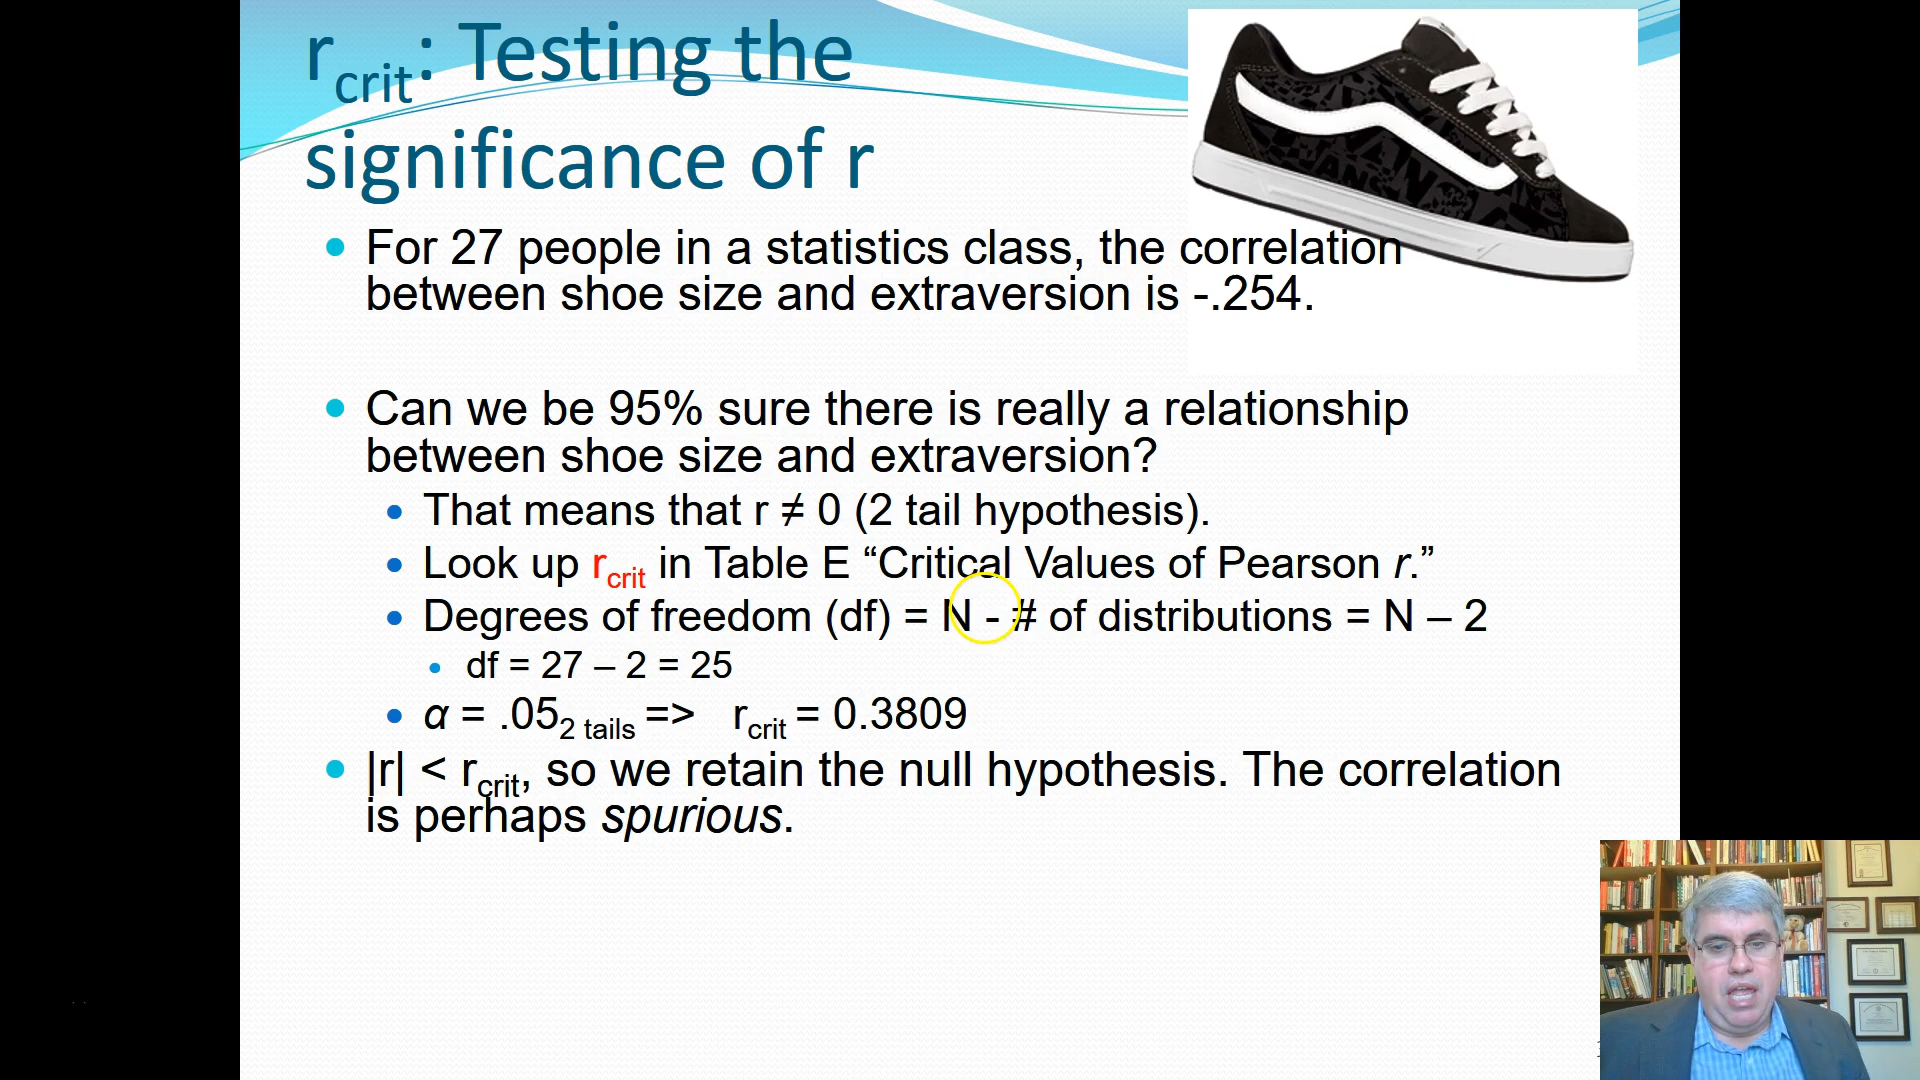 r_crit: Testing the
significance of r
• For 27 people in a statistics class, the correlation
between shoe size and extraversion is -.254.
• Can we be 95% sure there is really a relationship
between shoe size and extraversion?
• That means that r ≠ 0 (2 tail hypothesis).
• Look up r_crit in Table E “Critical Values of Pearson r.”
• Degrees of freedom (df) = N - # of distributions = N – 2
• df = 27 – 2 = 25
• α = .05_2 tails => r_crit = 0.3809
• |r| < r_crit, so we retain the null hypothesis. The correlation
is perhaps spurious.